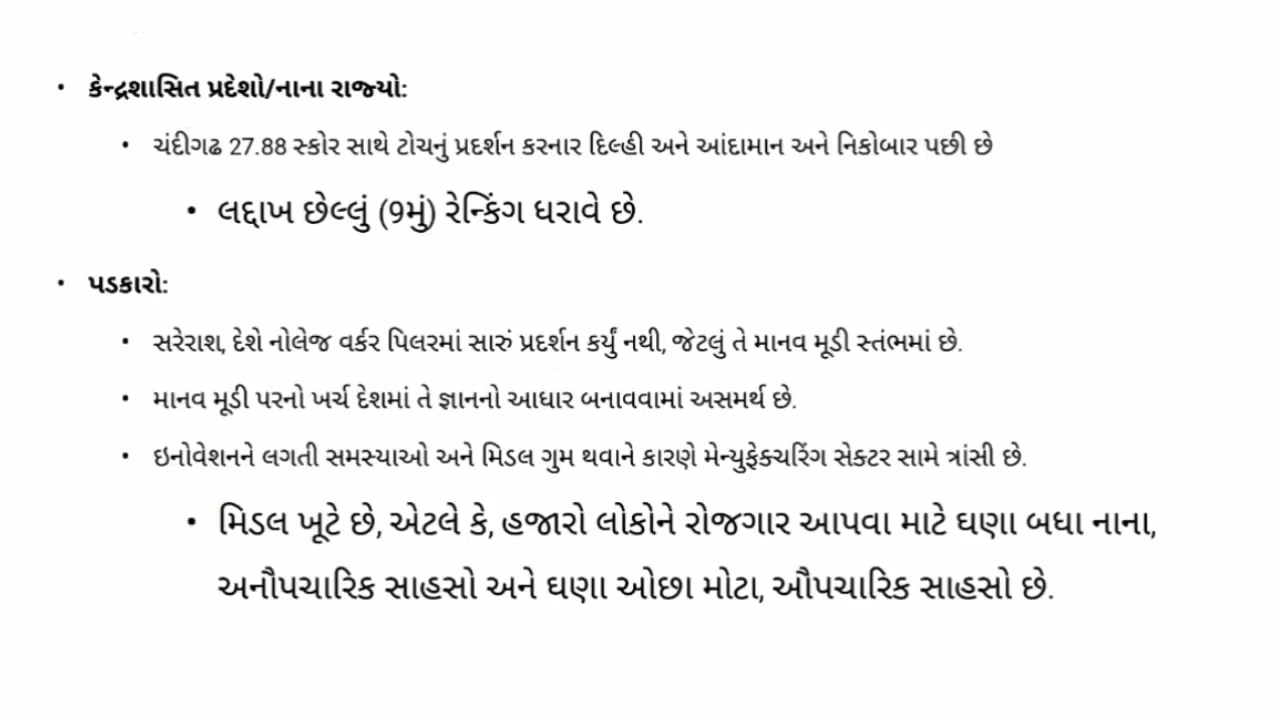 • કેન્દ્રશાસિત પ્રદેશો/નાના રાજ્યો:
• ચંદીગઢ 27.88 સ્કોર સાથે ટોચનું પ્રદર્શન કરનાર દિલ્હી અને આંદામાન અને નિકોબાર પછી છે
• લદ્દાખ છેલ્લું (9મું) રેન્કિંગ ધરાવે છે.
• પડકારો:
• સરેરાશ, દેશે નોલેજ વર્કર પિલરમાં સારું પ્રદર્શન કર્યું નથી, જેટલું તે માનવ મૂડી સ્તંભમાં છે.
• માનવ મૂડી પરનો ખર્ચ દેશમાં તે જ્ઞાનનો આધાર બનાવવામાં અસમર્થ છે.
• ઇનોવેશનને લગતી સમસ્યાઓ અને મિડલ ગુમ થવાને કારણે મેન્યુફેક્ચરિંગ સેક્ટર સામે ત્રાંસી છે.
• મિડલ ખૂટે છે, એટલે કે, હજારો લોકોને રોજગાર આપવા માટે ઘણા બધા નાના,
અનૌપચારિક સાહસો અને ઘણા ઓછા મોટા, ઔપચારિક સાહસો છે.